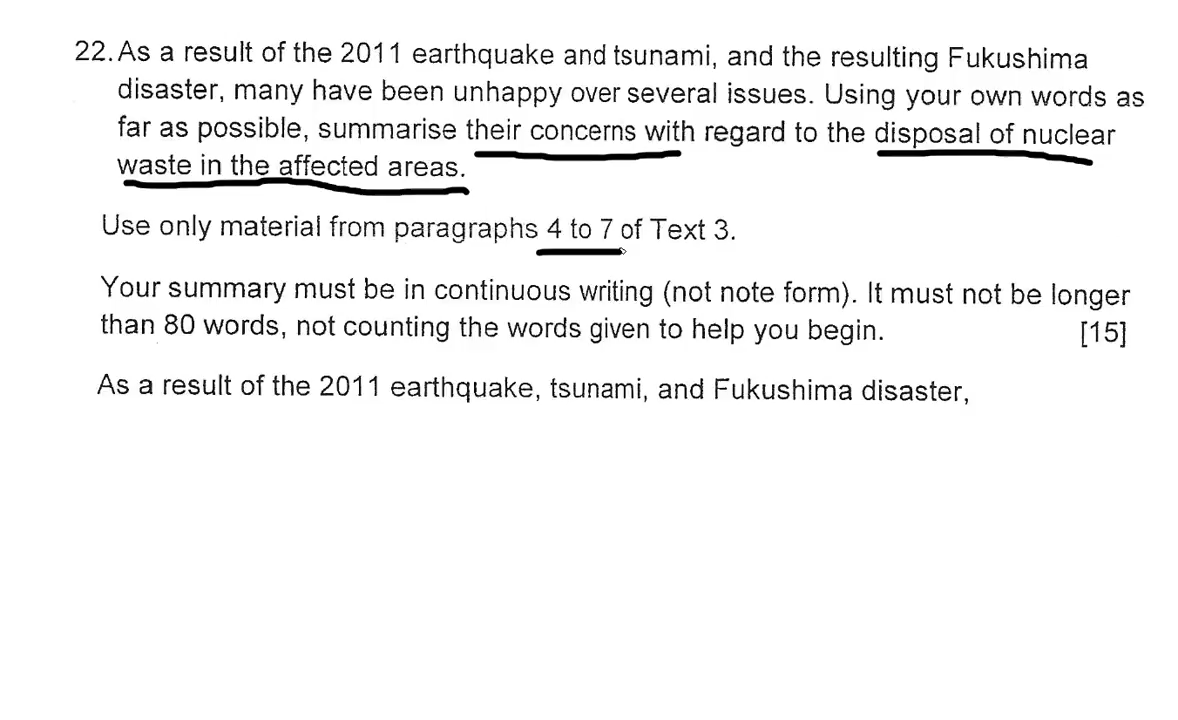 22. As a result of the 2011 earthquake and tsunami, and the resulting Fukushima
disaster, many have been unhappy over several issues. Using your own words as
far as possible, summarise their concerns with regard to the disposal of nuclear
waste in the affected areas.
Use only material from paragraphs 4 to 7 of Text 3.
Your summary must be in continuous writing (not note form). It must not be longer
than 80 words, not counting the words given to help you begin. [15]
As a result of the 2011 earthquake, tsunami, and Fukushima disaster,